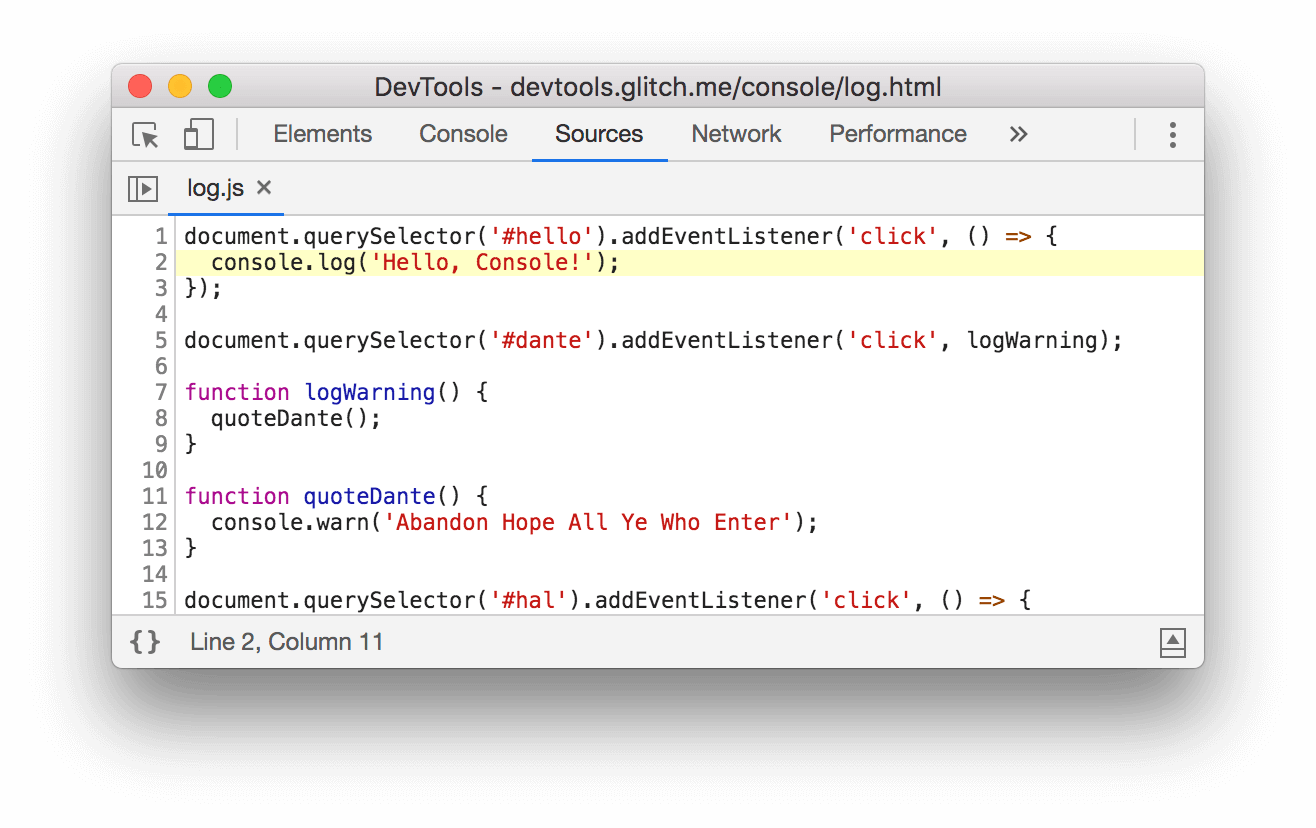 DevTools - devtools.glitch.me/console/log.html
Elements Console Sources Network Performance »
log.js ×
1 document.querySelector('#hello').addEventListener('click', () => {
2   console.log('Hello, Console!');
3 });
4
5 document.querySelector('#dante').addEventListener('click', logWarning);
6
7 function logWarning() {
8   quoteDante();
9 }
10
11 function quoteDante() {
12   console.warn('Abandon Hope All Ye Who Enter');
13 }
14
15 document.querySelector('#hal').addEventListener('click', () => {
{} Line 2, Column 11